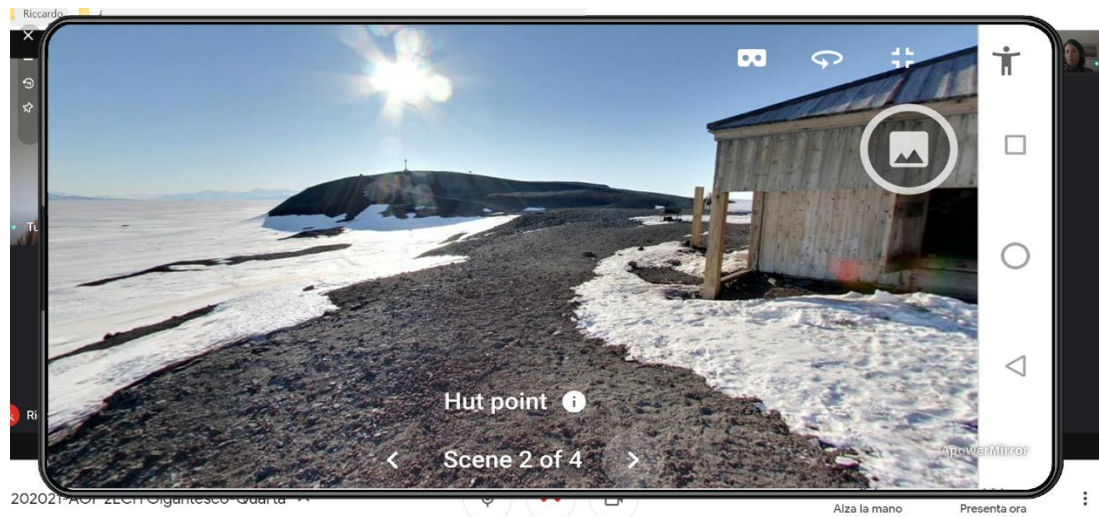 Riccardo
Hut point
Scene 2 of 4
ApowerMirror
Alza la mano
Presenta ora